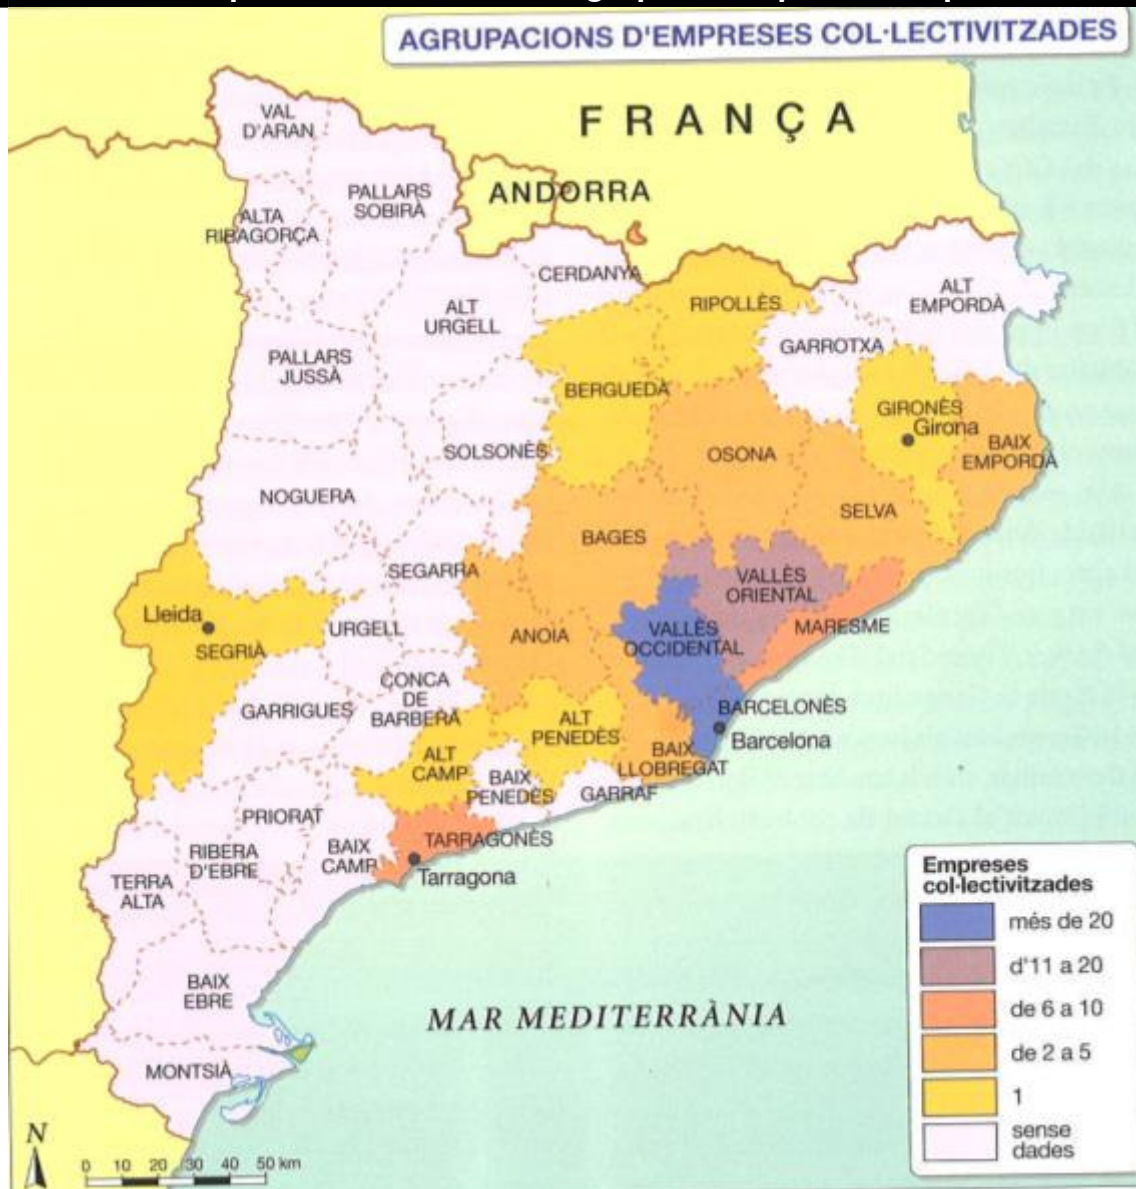 AGRUPACIONS D'EMPRESES COL·LECTIVITZADES
FRANÇA
VAL
D'ARAN
PALLARS
SOBIRÀ
ANDORRA
ALTA
RIBAGORÇA
CERDANYA
ALT
URGELL
RIPOLLÈS
ALT
EMPORDÀ
GARROTXA
PALLARS
JUSSÀ
BERGUEDÀ
GIRONÈS
Girona
BAIX
EMPORDÀ
SOLSONÈS
OSONA
NOGUERA
SELVA
BAGES
SEGARRA
VALLÈS
ORIENTAL
Lleida
SEGRIÀ
URGELL
ANOIA
VALLÈS
OCCIDENTAL
MARESME
CONCA
DE
BARBERÀ
GARRIGUES
BARCELONÈS
Barcelona
ALT
PENEDÈS
BAIX
LLOBREGAT
ALT
CAMP
BAIX
PENEDÈS
GARRAF
PRIORAT
TARRAGONÈS
Tarragona
BAIX
CAMP
RIBERA
D'EBRE
TERRA
ALTA
BAIX
EBRE
MAR MEDITERRÀNIA
MONTSIÀ
Empreses
col·lectivitzades
més de 20
d'11 a 20
de 6 a 10
de 2 a 5
1
sense
dades
N
0 10 20 30 40 50 km